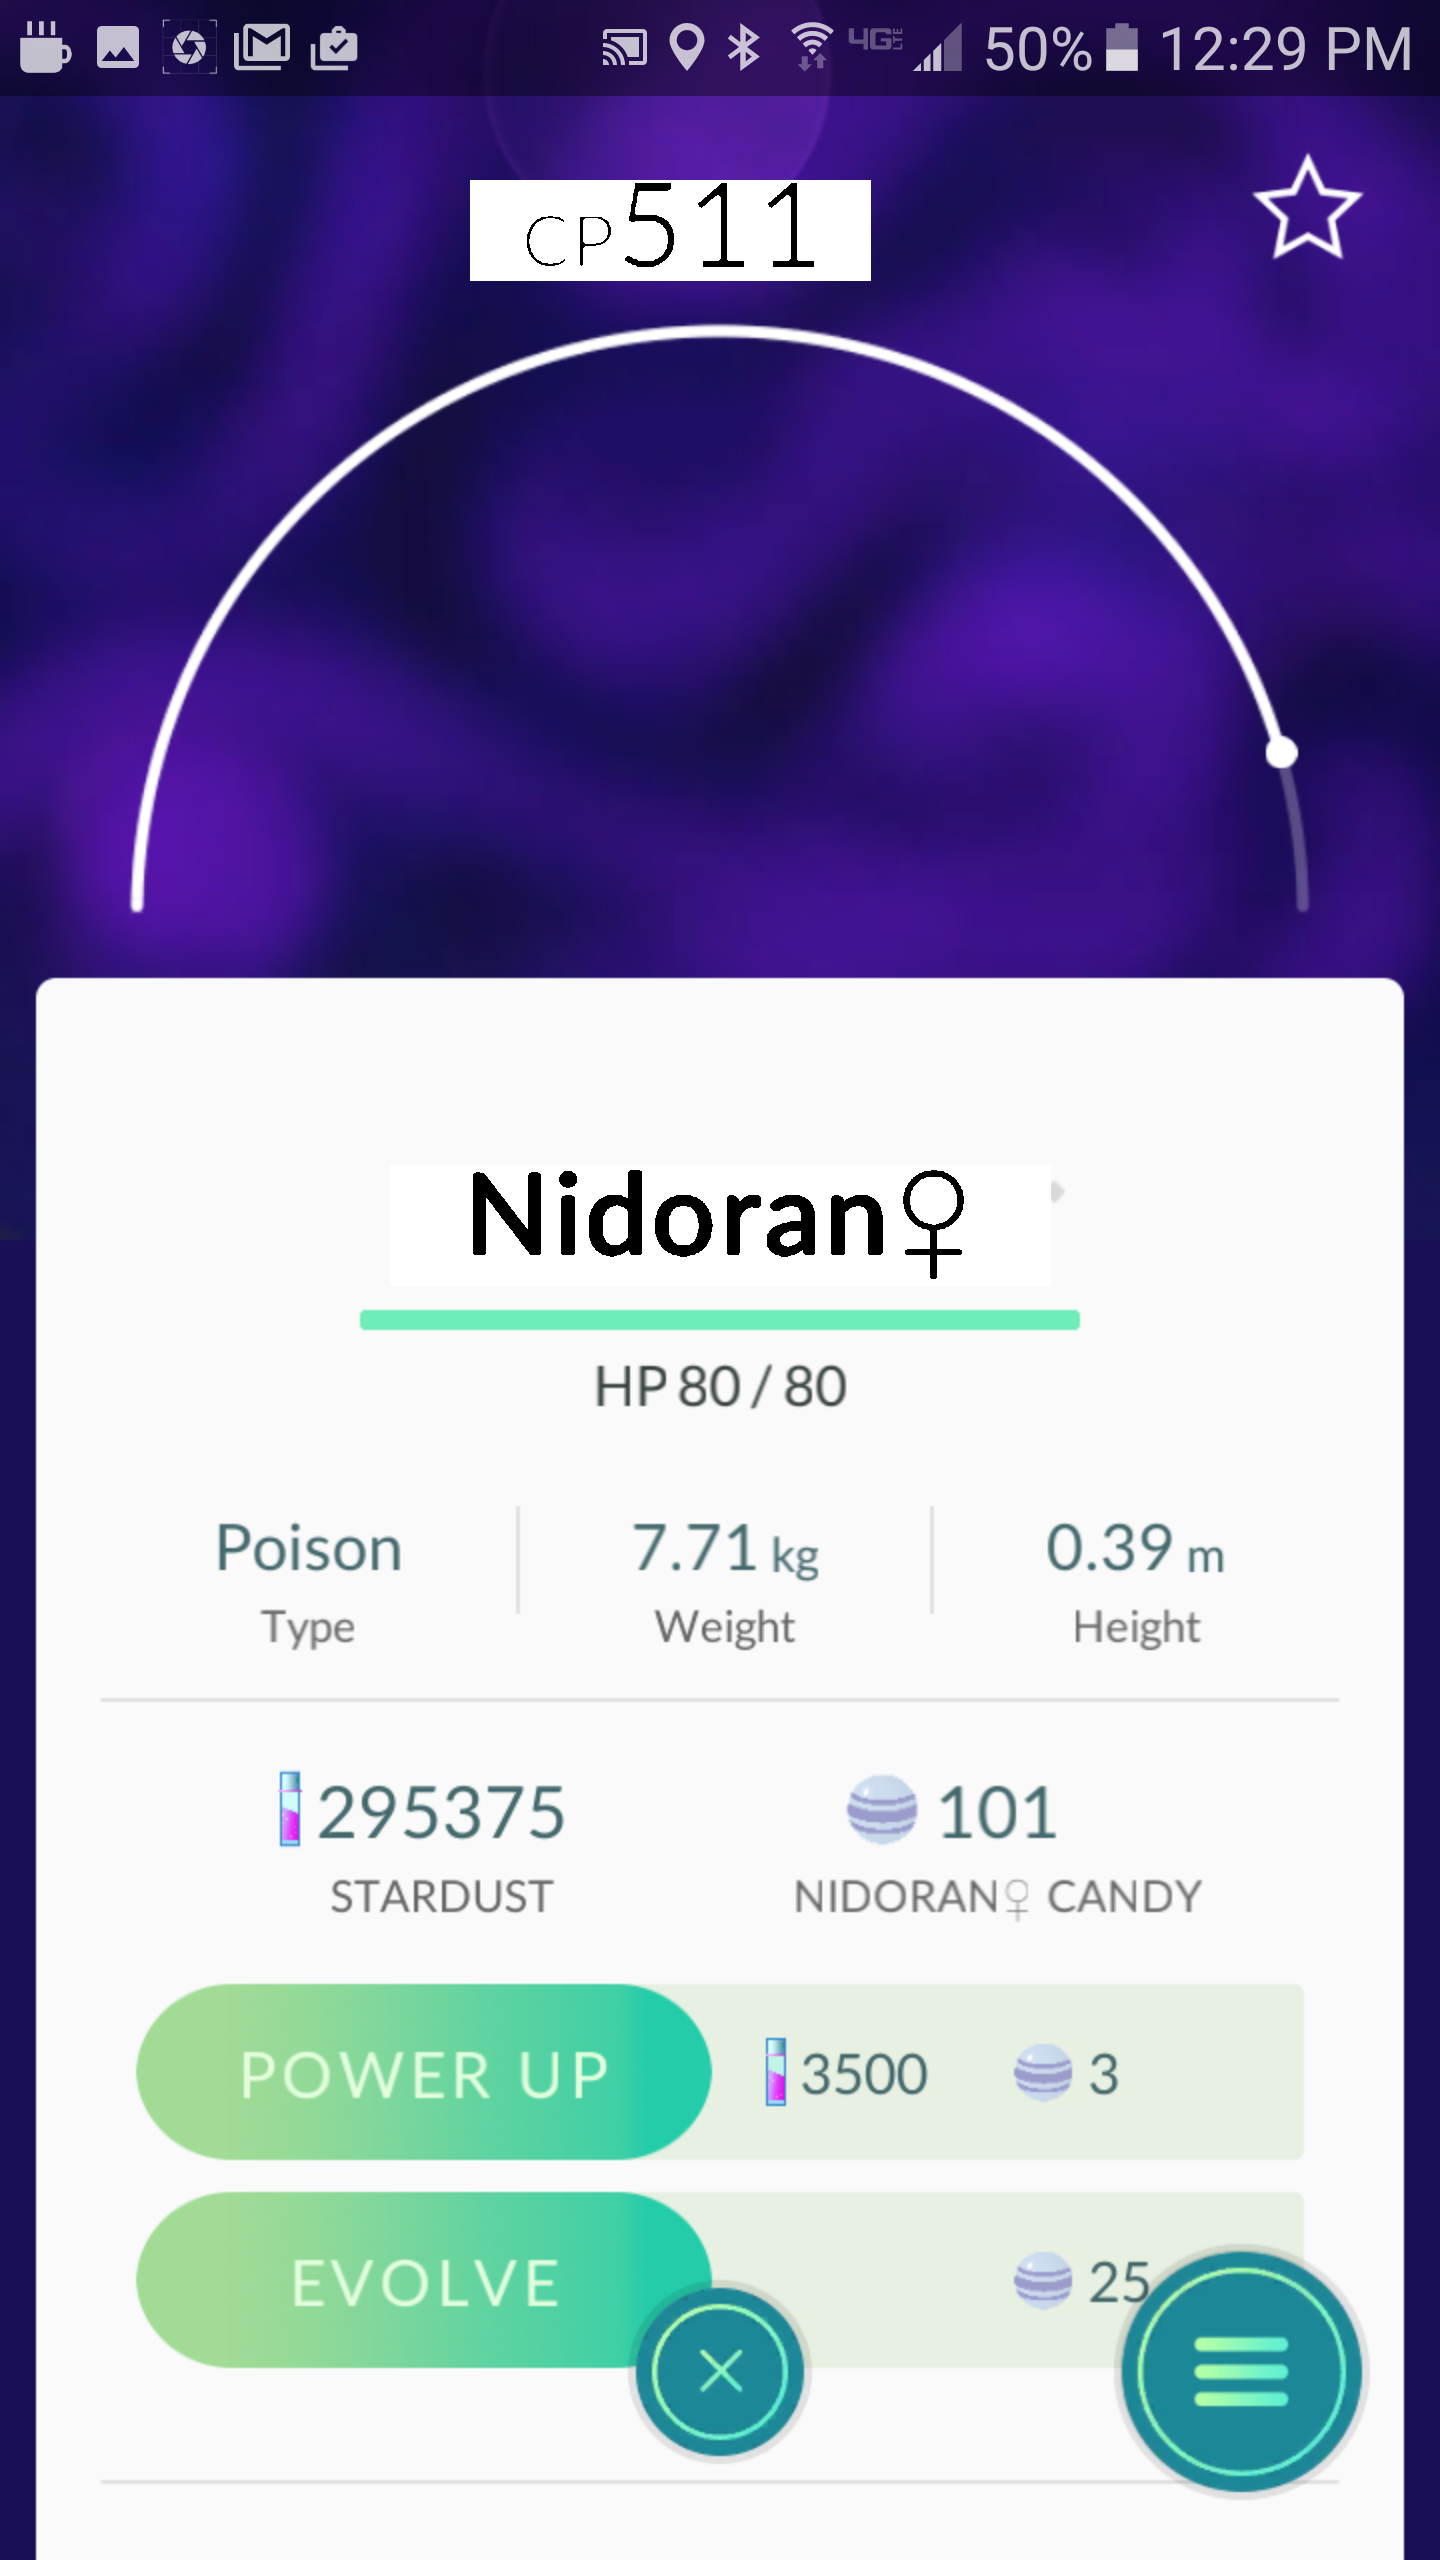 4G LTE 50% 12:29 PM
CP511
Nidoran♀
HP 80 / 80
Poison 7.71 kg 0.39 m
Type Weight Height
295375 101
STARDUST NIDORAN♀ CANDY
POWER UP 3500 3
EVOLVE 25